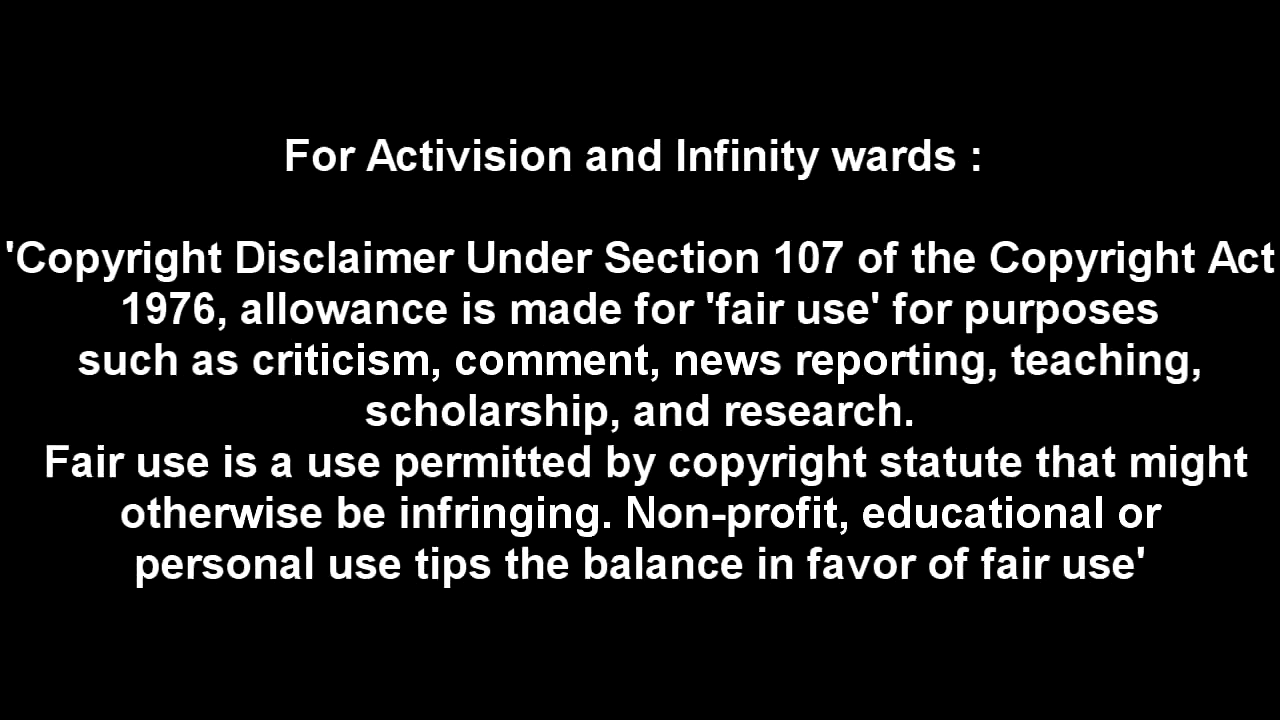 For Activision and Infinity wards :
'Copyright Disclaimer Under Section 107 of the Copyright Act
1976, allowance is made for 'fair use' for purposes
such as criticism, comment, news reporting, teaching,
scholarship, and research.
Fair use is a use permitted by copyright statute that might
otherwise be infringing. Non-profit, educational or
personal use tips the balance in favor of fair use'